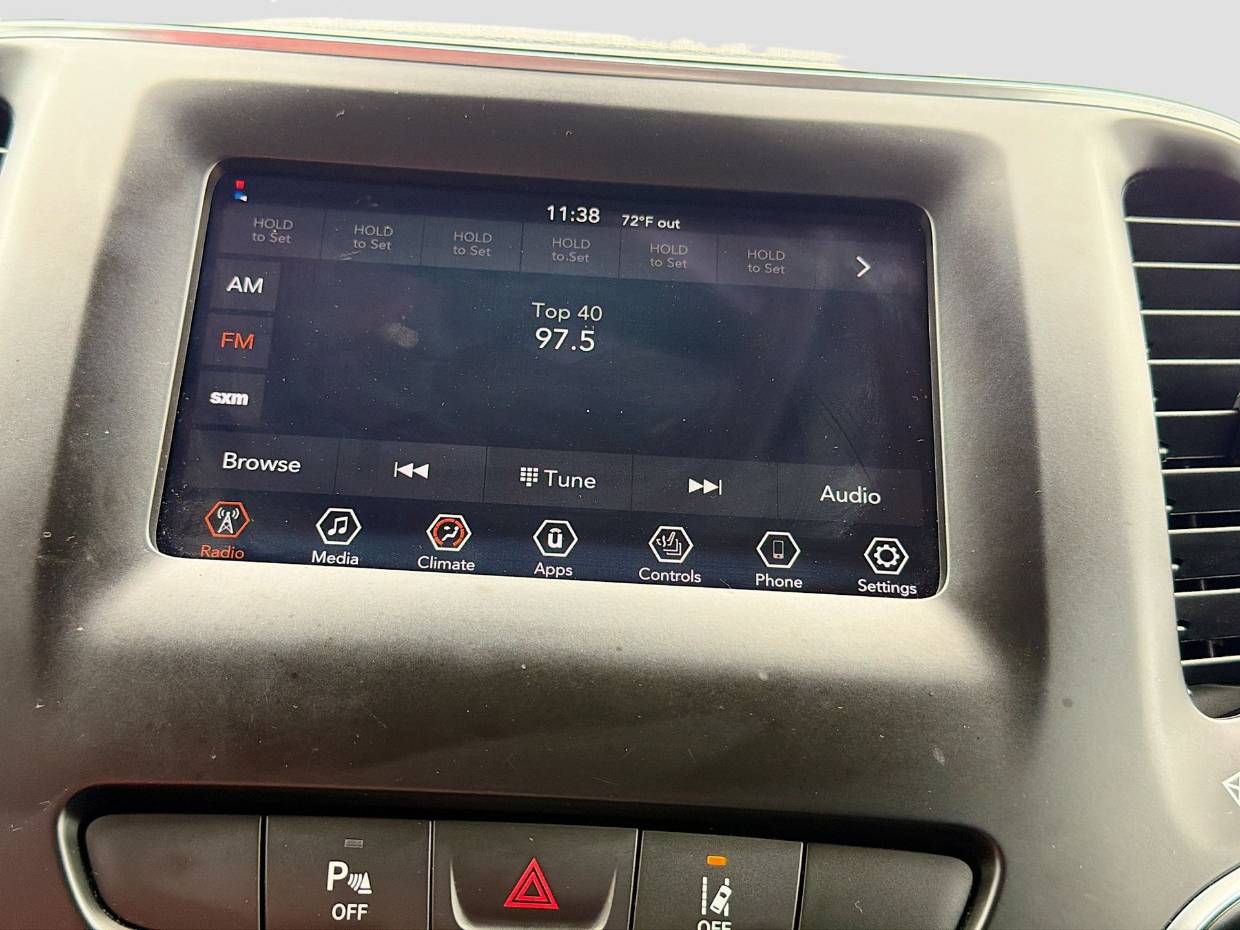 11:38 72°F out
HOLD to Set
HOLD to Set
HOLD to Set
HOLD to Set
HOLD to Set
HOLD to Set
AM
FM
sxm
Top 40
97.5
Browse
Tune
Audio
Radio
Media
Climate
Apps
Controls
Phone
Settings
P
OFF
OFF